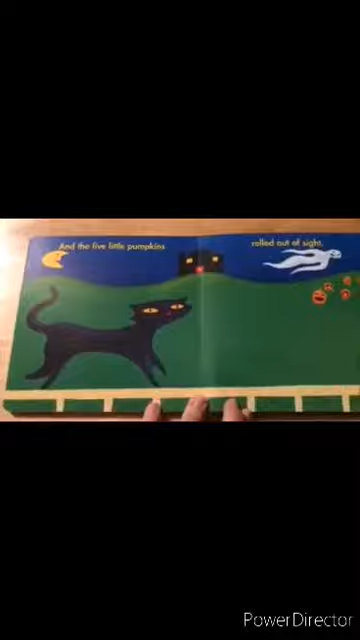 And the five little pumpkins
rolled out of sight.
PowerDirector